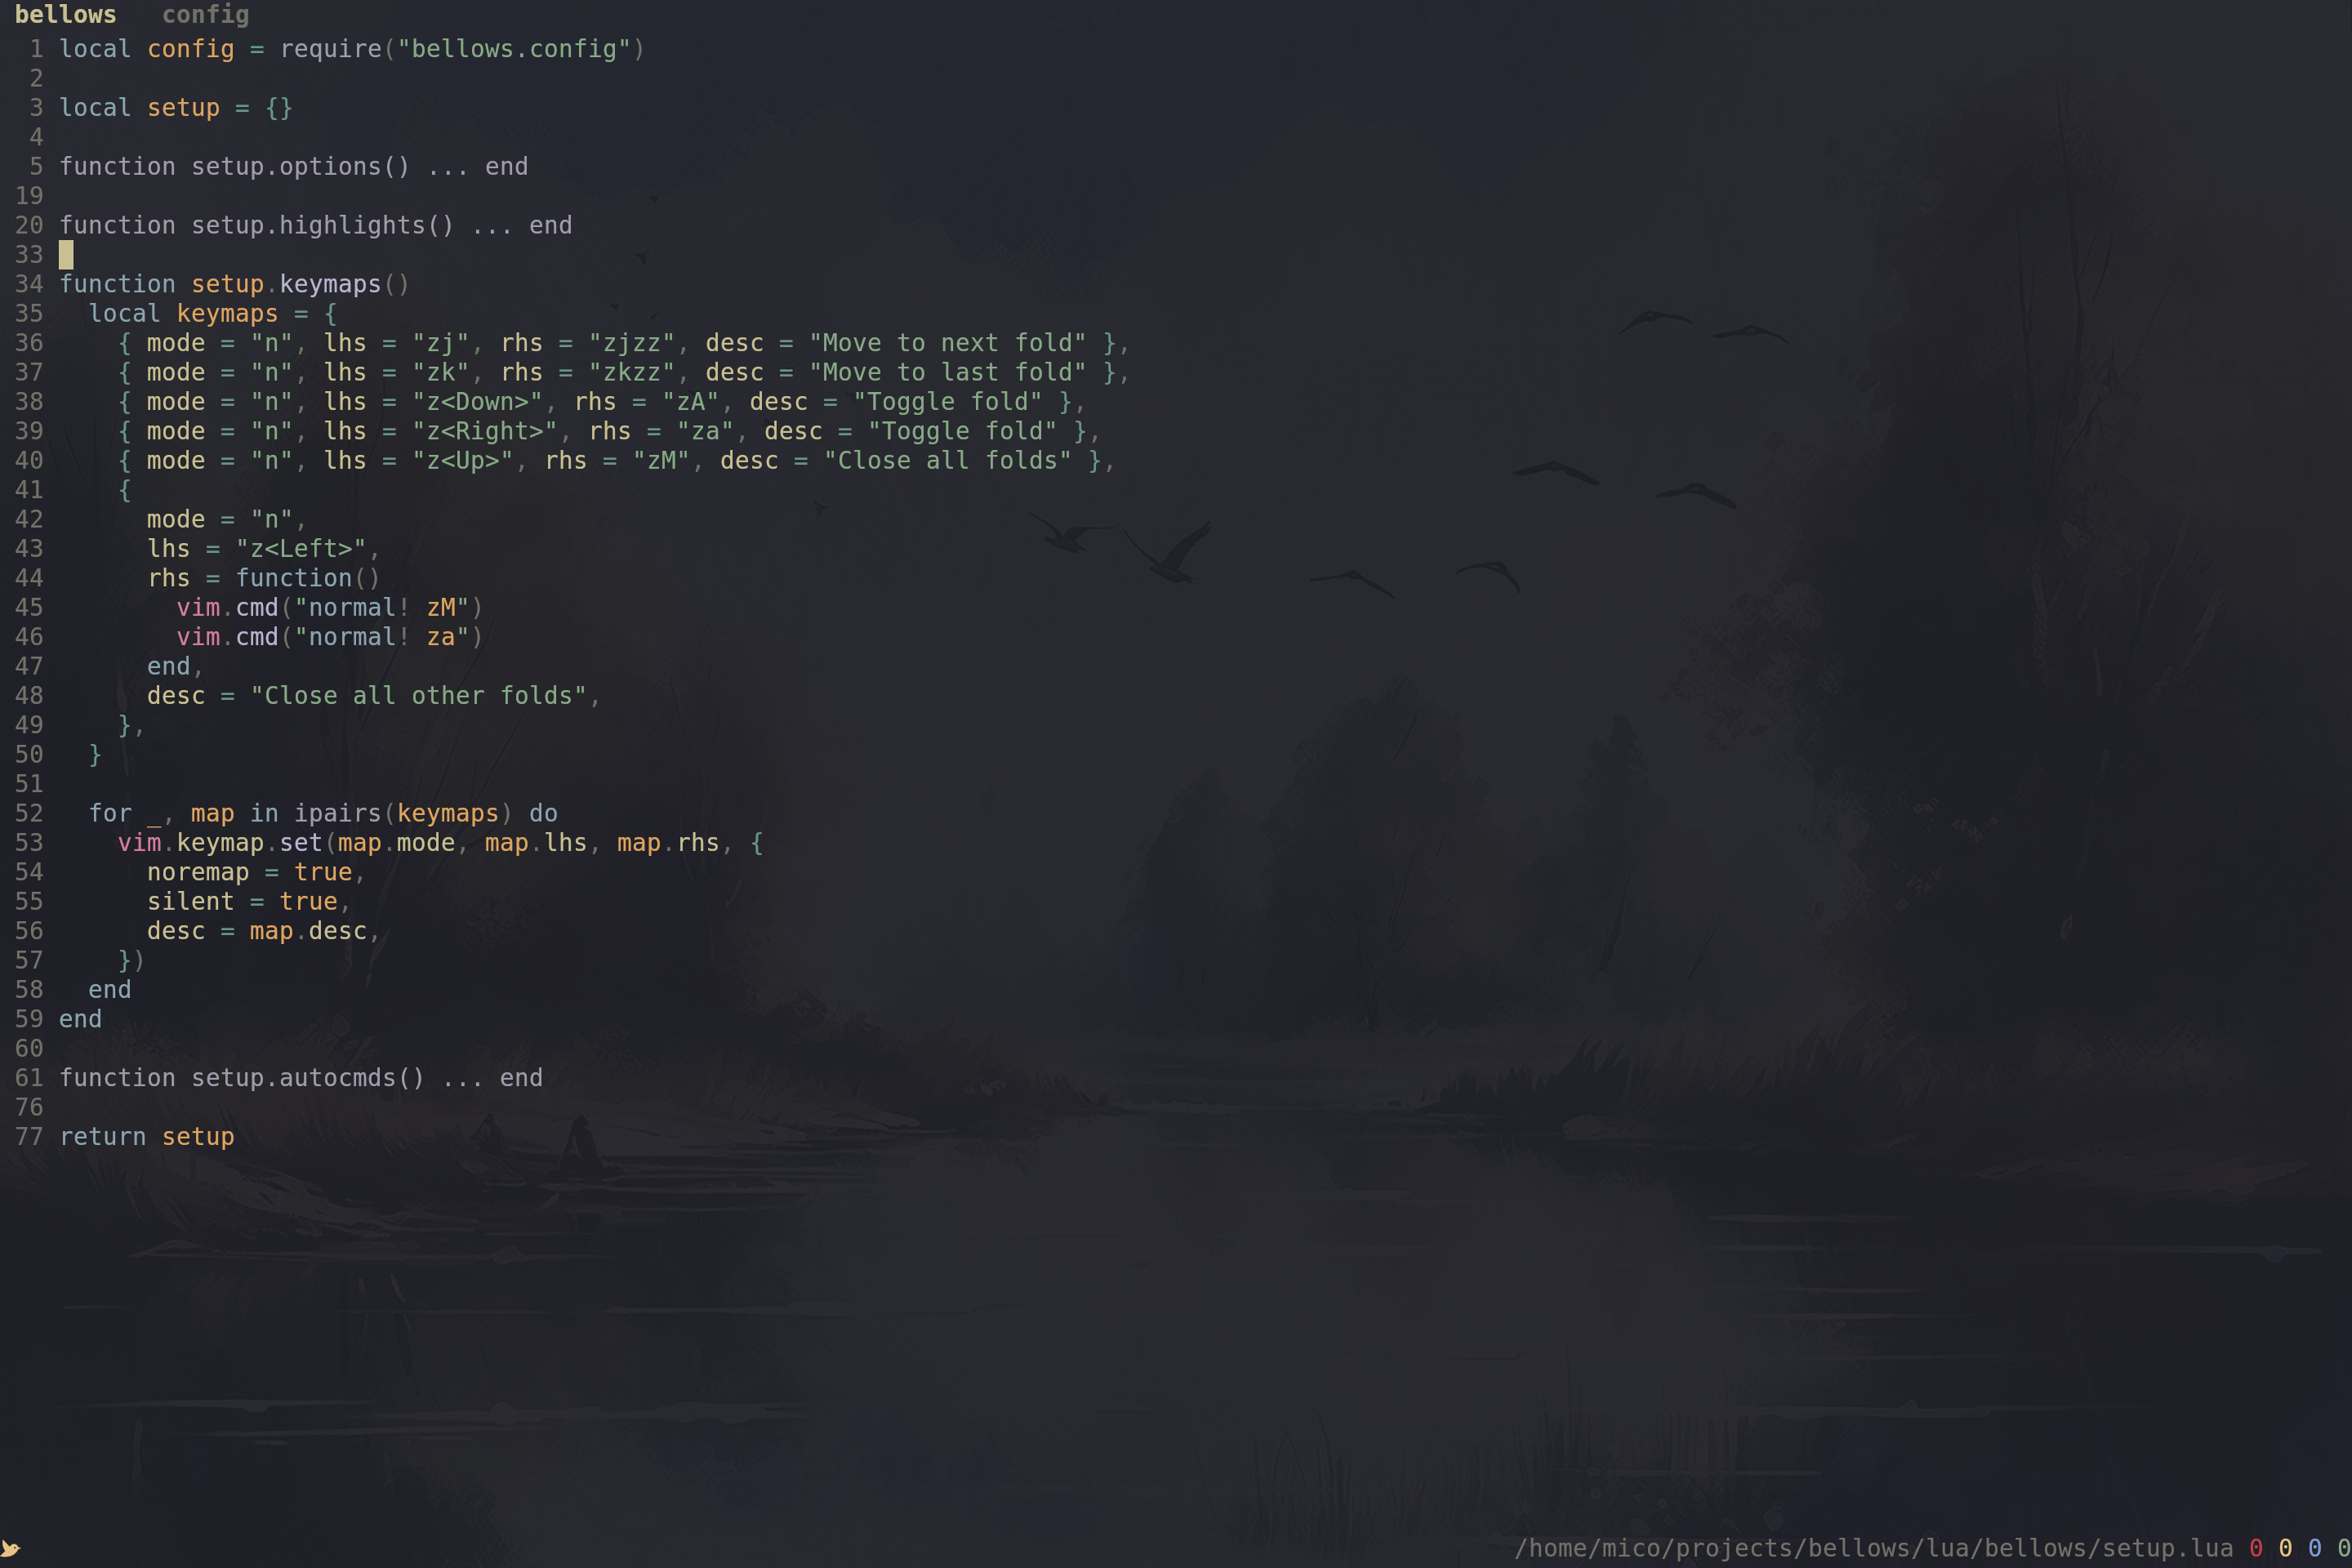 bellows   config
 1 local config = require("bellows.config")
 2
 3 local setup = {}
 4
 5 function setup.options() ... end
19
20 function setup.highlights() ... end
33
34 function setup.keymaps()
35   local keymaps = {
36     { mode = "n", lhs = "zj", rhs = "zjzz", desc = "Move to next fold" },
37     { mode = "n", lhs = "zk", rhs = "zkzz", desc = "Move to last fold" },
38     { mode = "n", lhs = "z<Down>", rhs = "zA", desc = "Toggle fold" },
39     { mode = "n", lhs = "z<Right>", rhs = "za", desc = "Toggle fold" },
40     { mode = "n", lhs = "z<Up>", rhs = "zM", desc = "Close all folds" },
41     {
42       mode = "n",
43       lhs = "z<Left>",
44       rhs = function()
45         vim.cmd("normal! zM")
46         vim.cmd("normal! za")
47       end,
48       desc = "Close all other folds",
49     },
50   }
51
52   for _, map in ipairs(keymaps) do
53     vim.keymap.set(map.mode, map.lhs, map.rhs, {
54       noremap = true,
55       silent = true,
56       desc = map.desc,
57     })
58   end
59 end
60
61 function setup.autocmds() ... end
76
77 return setup
/home/mico/projects/bellows/lua/bellows/setup.lua 0 0 0 0